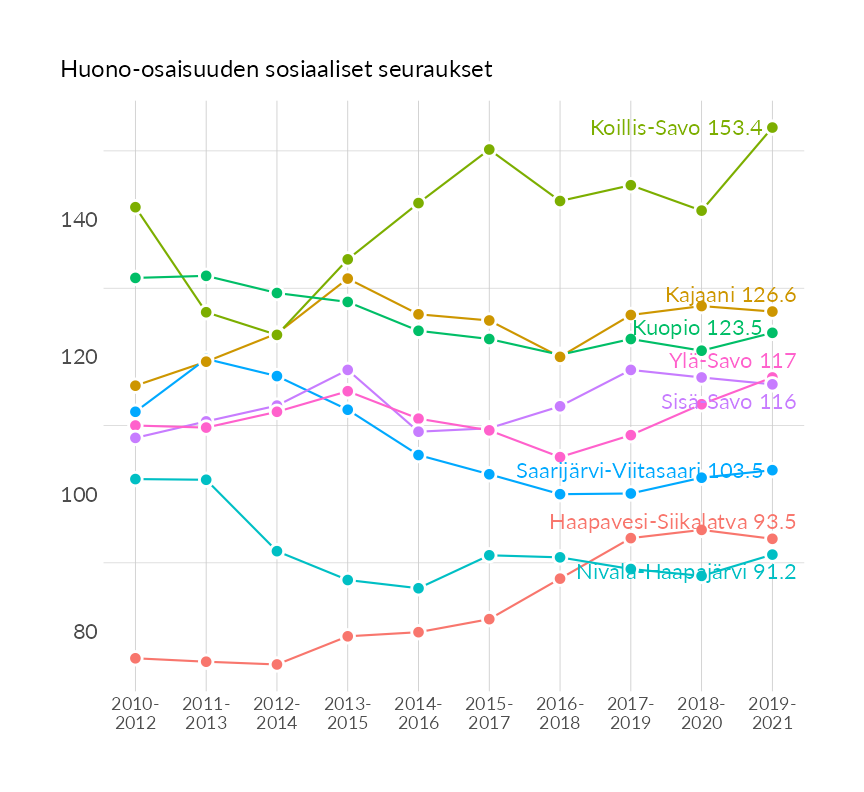 Huono-osaisuuden sosiaaliset seuraukset
Koillis-Savo 153.4
140
Kajaani 126.6
Kuopio 123.5
120
Ylä-Savo 117
Sisä-Savo 116
Saarijärvi-Viitasaari 103.5
100
Haapavesi-Siikalatva 93.5
Nivala-Haapajärvi 91.2
80
2010- 2011- 2012- 2013- 2014- 2015- 2016- 2017- 2018- 2019-
2012 2013 2014 2015 2016 2017 2018 2019 2020 2021